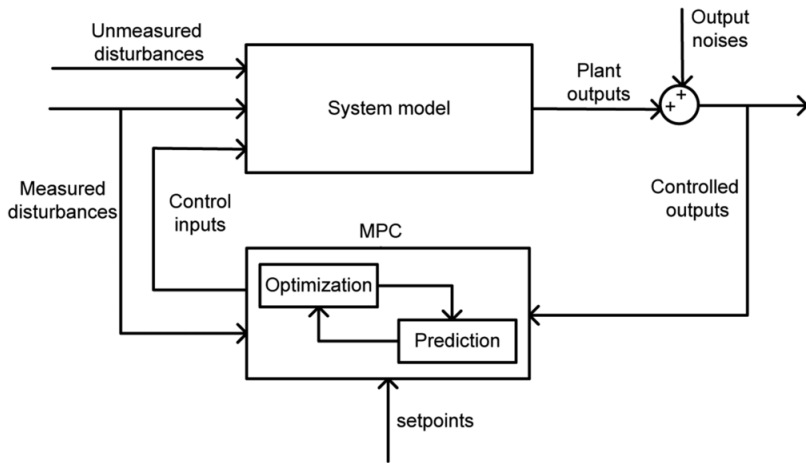 Unmeasured
disturbances
Output
noises
System model
Plant
outputs
+
+
Measured
disturbances
Control
inputs
Controlled
outputs
MPC
Optimization
Prediction
setpoints